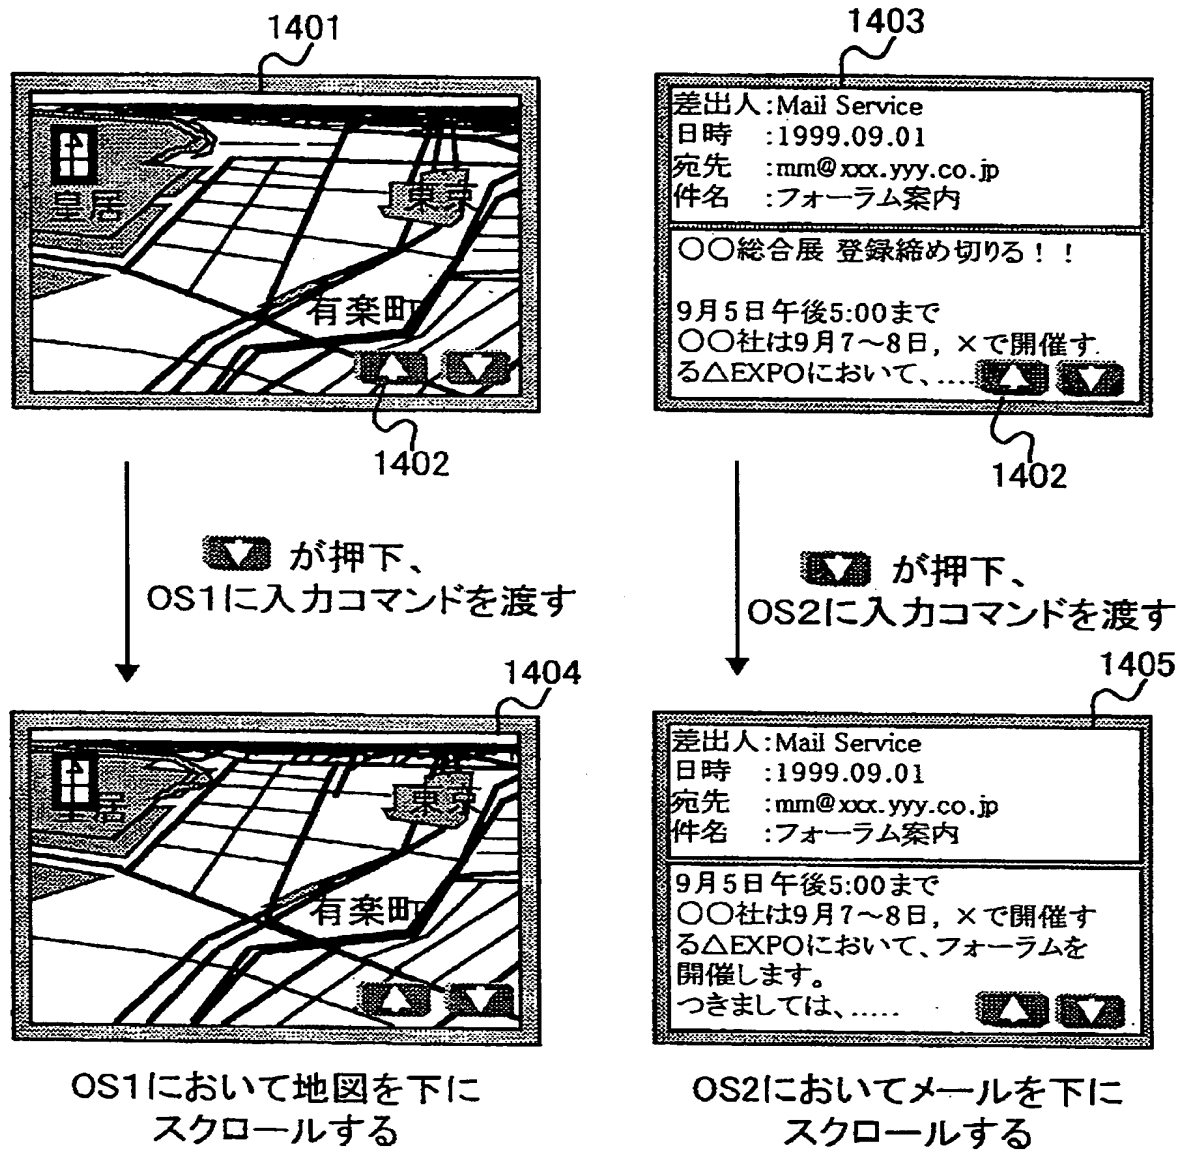 1401
皇居
東京
有楽町
1402
が押下、
OS1に入力コマンドを渡す
1404
皇居
東京
有楽町
OS1において地図を下に
スクロールする
1403
差出人:Mail Service
日時 :1999.09.01
宛先 :mm@xxx.yyy.co.jp
件名 :フォーラム案内
〇〇総合展 登録締め切りる！！
9月5日午後5:00まで
〇〇社は9月7~8日, ×で開催す
る△EXPOにおいて、....
1402
が押下、
OS2に入力コマンドを渡す
1405
差出人:Mail Service
日時 :1999.09.01
宛先 :mm@xxx.yyy.co.jp
件名 :フォーラム案内
9月5日午後5:00まで
〇〇社は9月7~8日, ×で開催す
る△EXPOにおいて、フォーラムを
開催します。
つきましては、.....
OS2においてメールを下に
スクロールする